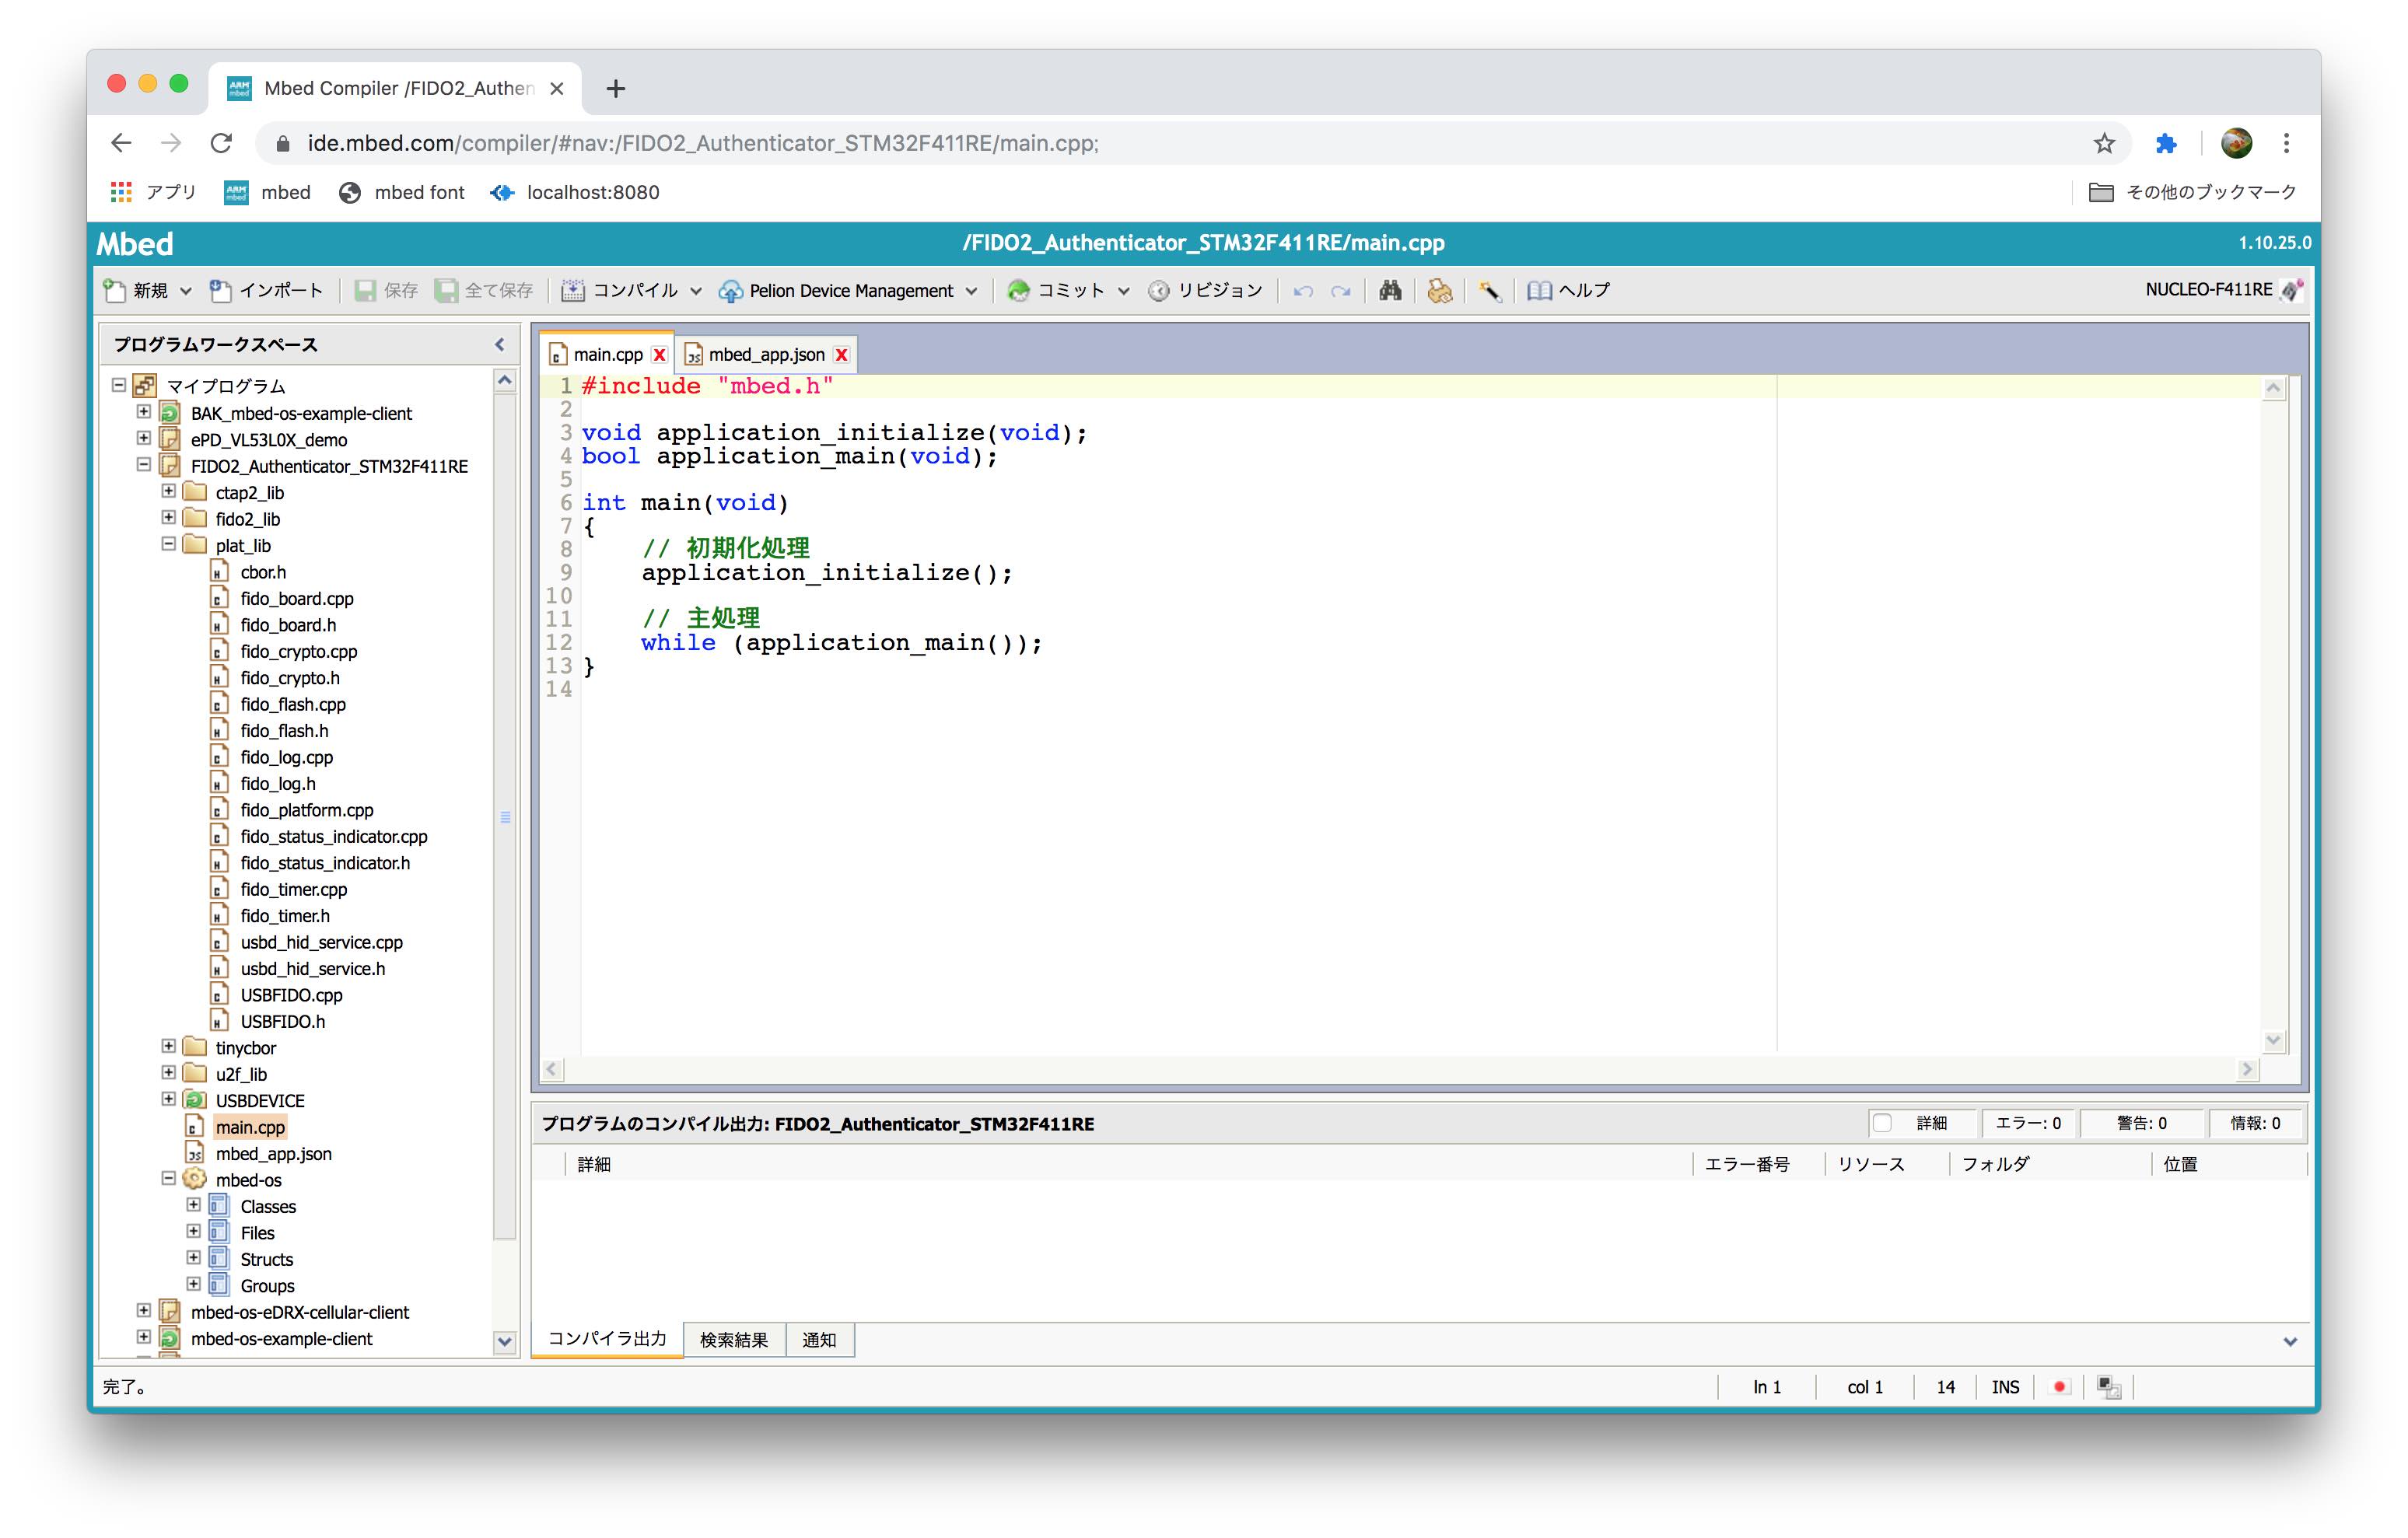 Mbed Compiler /FIDO2_Authen
ide.mbed.com/compiler/#nav:/FIDO2_Authenticator_STM32F411RE/main.cpp;
アプリ ARM mbed mbed mbed font localhost:8080 その他のブックマーク
Mbed /FIDO2_Authenticator_STM32F411RE/main.cpp 1.10.25.0
新規 インポート 保存 全て保存 コンパイル Pelion Device Management コミット リビジョン ヘルプ NUCLEO-F411RE
プログラムワークスペース
マイプログラム
BAK_mbed-os-example-client
ePD_VL53L0X_demo
FIDO2_Authenticator_STM32F411RE
ctap2_lib
fido2_lib
plat_lib
cbor.h
fido_board.cpp
fido_board.h
fido_crypto.cpp
fido_crypto.h
fido_flash.cpp
fido_flash.h
fido_log.cpp
fido_log.h
fido_platform.cpp
fido_status_indicator.cpp
fido_status_indicator.h
fido_timer.cpp
fido_timer.h
usbd_hid_service.cpp
usbd_hid_service.h
USBFIDO.cpp
USBFIDO.h
tinycbor
u2f_lib
USBDEVICE
main.cpp
mbed_app.json
mbed-os
Classes
Files
Structs
Groups
mbed-os-eDRX-cellular-client
mbed-os-example-client
main.cpp mbed_app.json
1 #include "mbed.h"
2
3 void application_initialize(void);
4 bool application_main(void);
5
6 int main(void)
7 {
8     // 初期化処理
9     application_initialize();
10
11     // 主処理
12     while (application_main());
13 }
14
プログラムのコンパイル出力: FIDO2_Authenticator_STM32F411RE 詳細 エラー: 0 警告: 0 情報: 0
詳細 エラー番号 リソース フォルダ 位置
コンパイラ出力 検索結果 通知
完了。 ln 1 col 1 14 INS